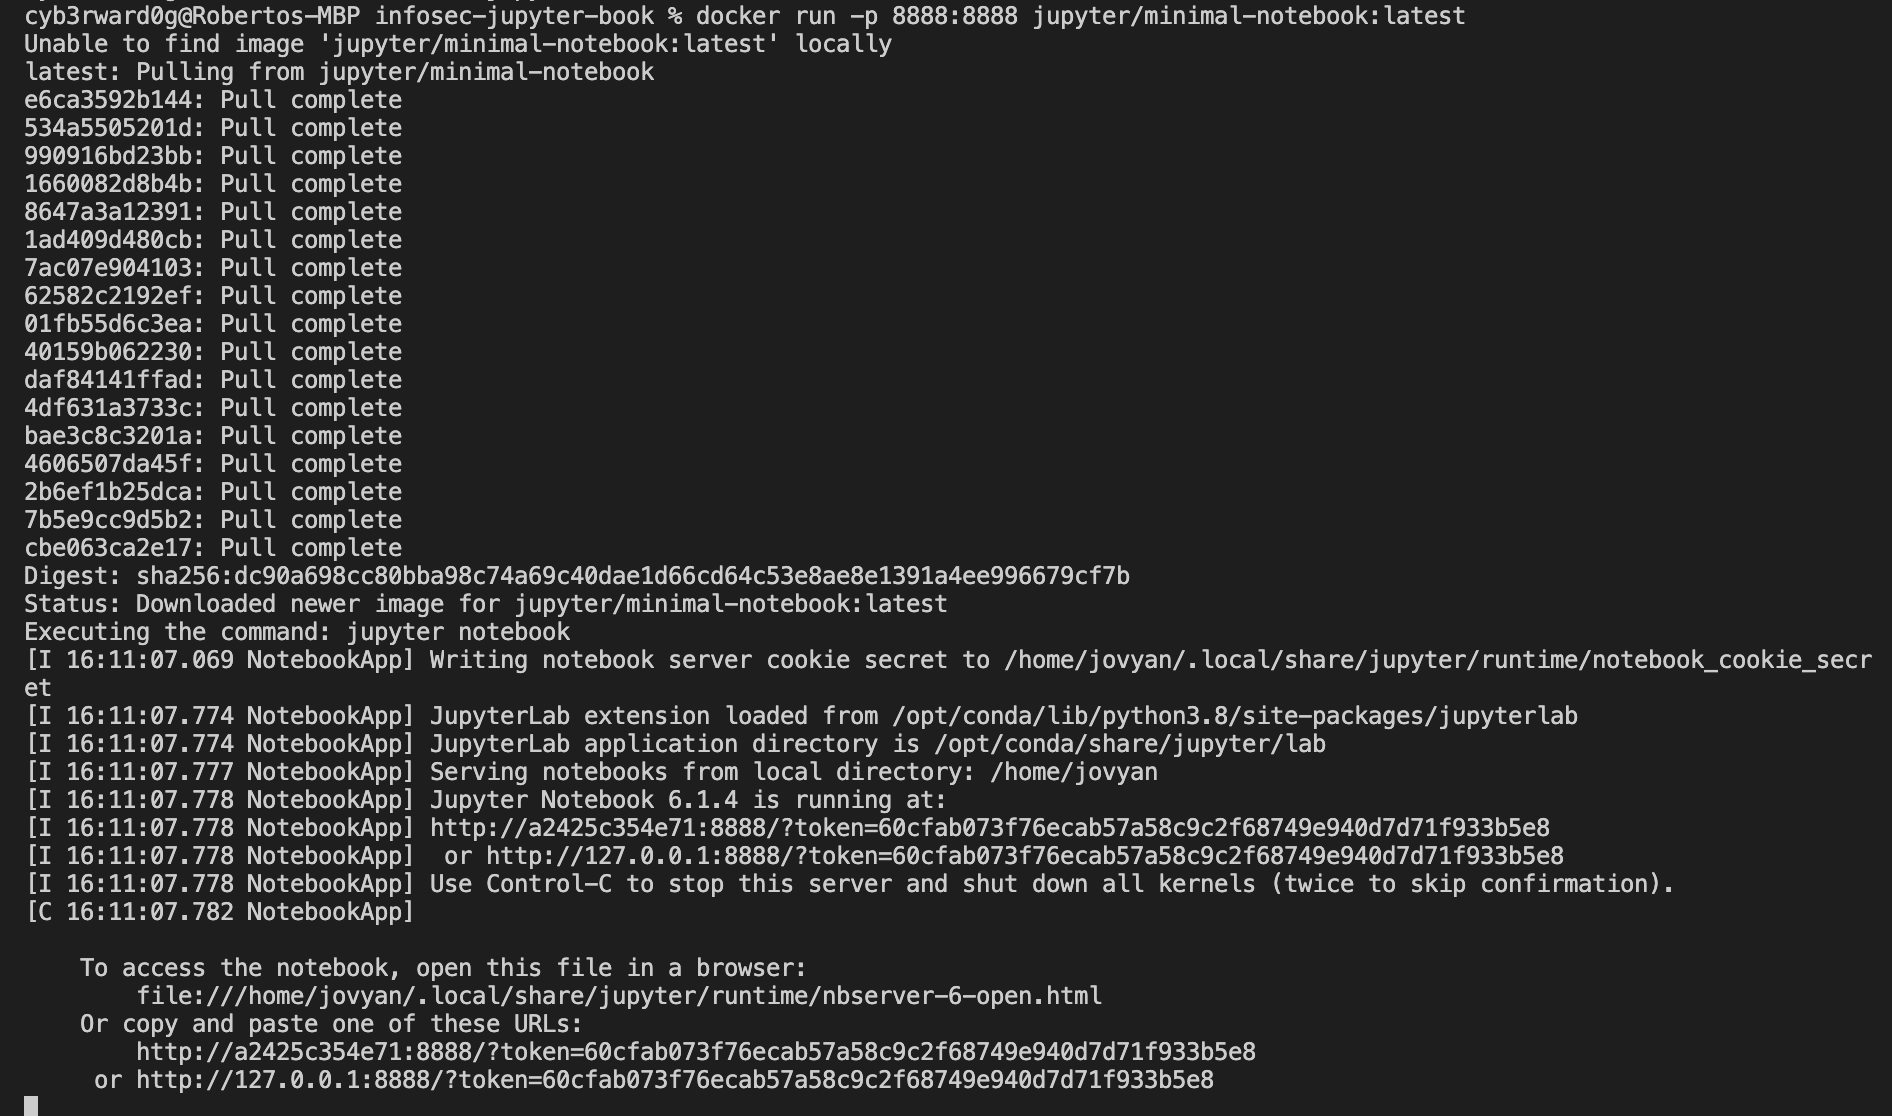 cyb3rward0g@Robertos-MBP infosec-jupyter-book % docker run -p 8888:8888 jupyter/minimal-notebook:latest
Unable to find image 'jupyter/minimal-notebook:latest' locally
latest: Pulling from jupyter/minimal-notebook
e6ca3592b144: Pull complete
534a5505201d: Pull complete
990916bd23bb: Pull complete
1660082d8b4b: Pull complete
8647a3a12391: Pull complete
1ad409d480cb: Pull complete
7ac07e904103: Pull complete
62582c2192ef: Pull complete
01fb55d6c3ea: Pull complete
40159b062230: Pull complete
daf84141ffad: Pull complete
4df631a3733c: Pull complete
bae3c8c3201a: Pull complete
4606507da45f: Pull complete
2b6ef1b25dca: Pull complete
7b5e9cc9d5b2: Pull complete
cbe063ca2e17: Pull complete
Digest: sha256:dc90a698cc80bba98c74a69c40dae1d66cd64c53e8ae8e1391a4ee996679cf7b
Status: Downloaded newer image for jupyter/minimal-notebook:latest
Executing the command: jupyter notebook
[I 16:11:07.069 NotebookApp] Writing notebook server cookie secret to /home/jovyan/.local/share/jupyter/runtime/notebook_cookie_secr
et
[I 16:11:07.774 NotebookApp] JupyterLab extension loaded from /opt/conda/lib/python3.8/site-packages/jupyterlab
[I 16:11:07.774 NotebookApp] JupyterLab application directory is /opt/conda/share/jupyter/lab
[I 16:11:07.777 NotebookApp] Serving notebooks from local directory: /home/jovyan
[I 16:11:07.778 NotebookApp] Jupyter Notebook 6.1.4 is running at:
[I 16:11:07.778 NotebookApp] http://a2425c354e71:8888/?token=60cfab073f76ecab57a58c9c2f68749e940d7d71f933b5e8
[I 16:11:07.778 NotebookApp]  or http://127.0.0.1:8888/?token=60cfab073f76ecab57a58c9c2f68749e940d7d71f933b5e8
[I 16:11:07.778 NotebookApp] Use Control-C to stop this server and shut down all kernels (twice to skip confirmation).
[C 16:11:07.782 NotebookApp]
To access the notebook, open this file in a browser:
file:///home/jovyan/.local/share/jupyter/runtime/nbserver-6-open.html
Or copy and paste one of these URLs:
http://a2425c354e71:8888/?token=60cfab073f76ecab57a58c9c2f68749e940d7d71f933b5e8
or http://127.0.0.1:8888/?token=60cfab073f76ecab57a58c9c2f68749e940d7d71f933b5e8